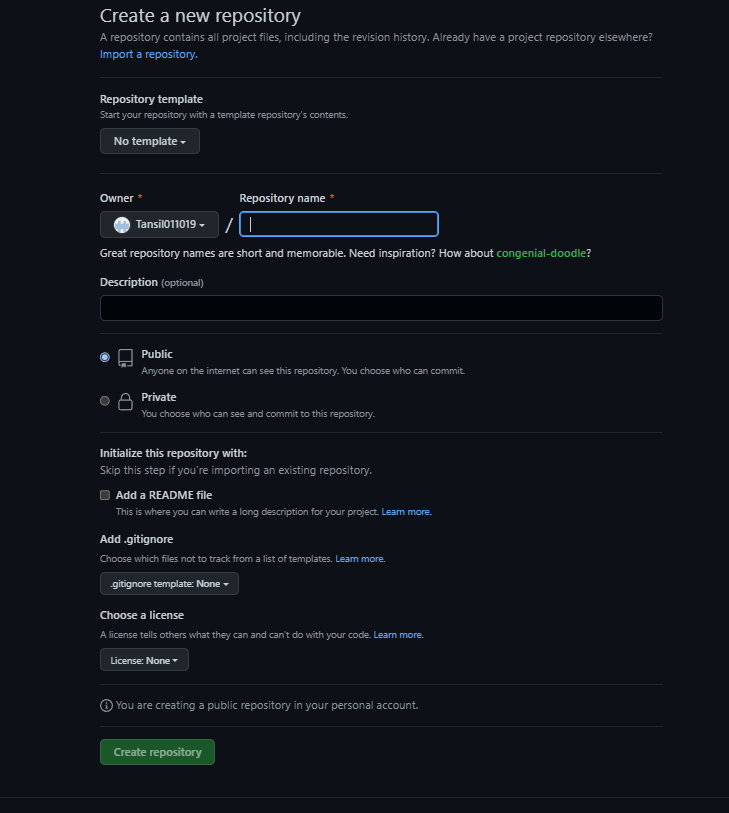 Create a new repository
A repository contains all project files, including the revision history. Already have a project repository elsewhere?
Import a repository.
Repository template
Start your repository with a template repository's contents.
No template
Owner *
Repository name *
Tansil011019
/
Great repository names are short and memorable. Need inspiration? How about congenial-doodle?
Description (optional)
Public
Anyone on the internet can see this repository. You choose who can commit.
Private
You choose who can see and commit to this repository.
Initialize this repository with:
Skip this step if you're importing an existing repository.
Add a README file
This is where you can write a long description for your project. Learn more.
Add .gitignore
Choose which files not to track from a list of templates. Learn more.
.gitignore template: None
Choose a license
A license tells others what they can and can't do with your code. Learn more.
License: None
You are creating a public repository in your personal account.
Create repository